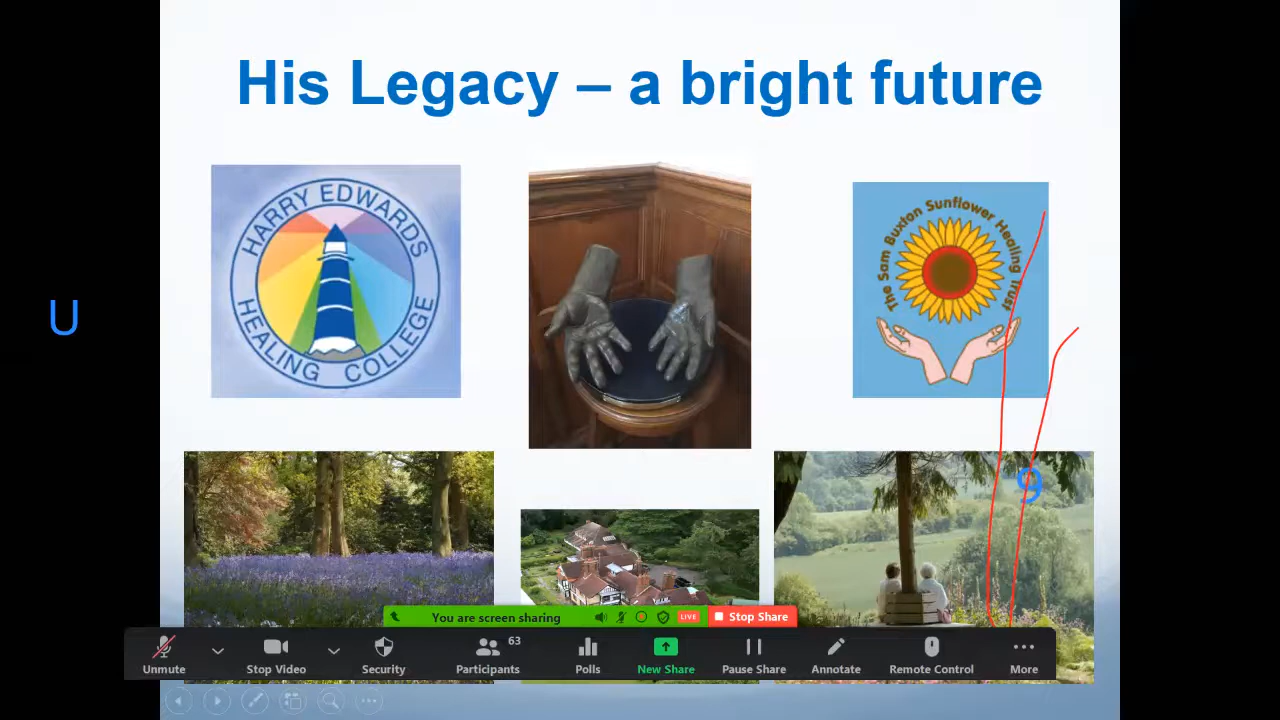 His Legacy – a bright future
HARRY EDWARDS
HEALING COLLEGE
The Sam Buxton Sunflower Healing Trust
U
9
You are screen sharing
LIVE
Stop Share
63
Unmute
Stop Video
Security
Participants
Polls
New Share
Pause Share
Annotate
Remote Control
More